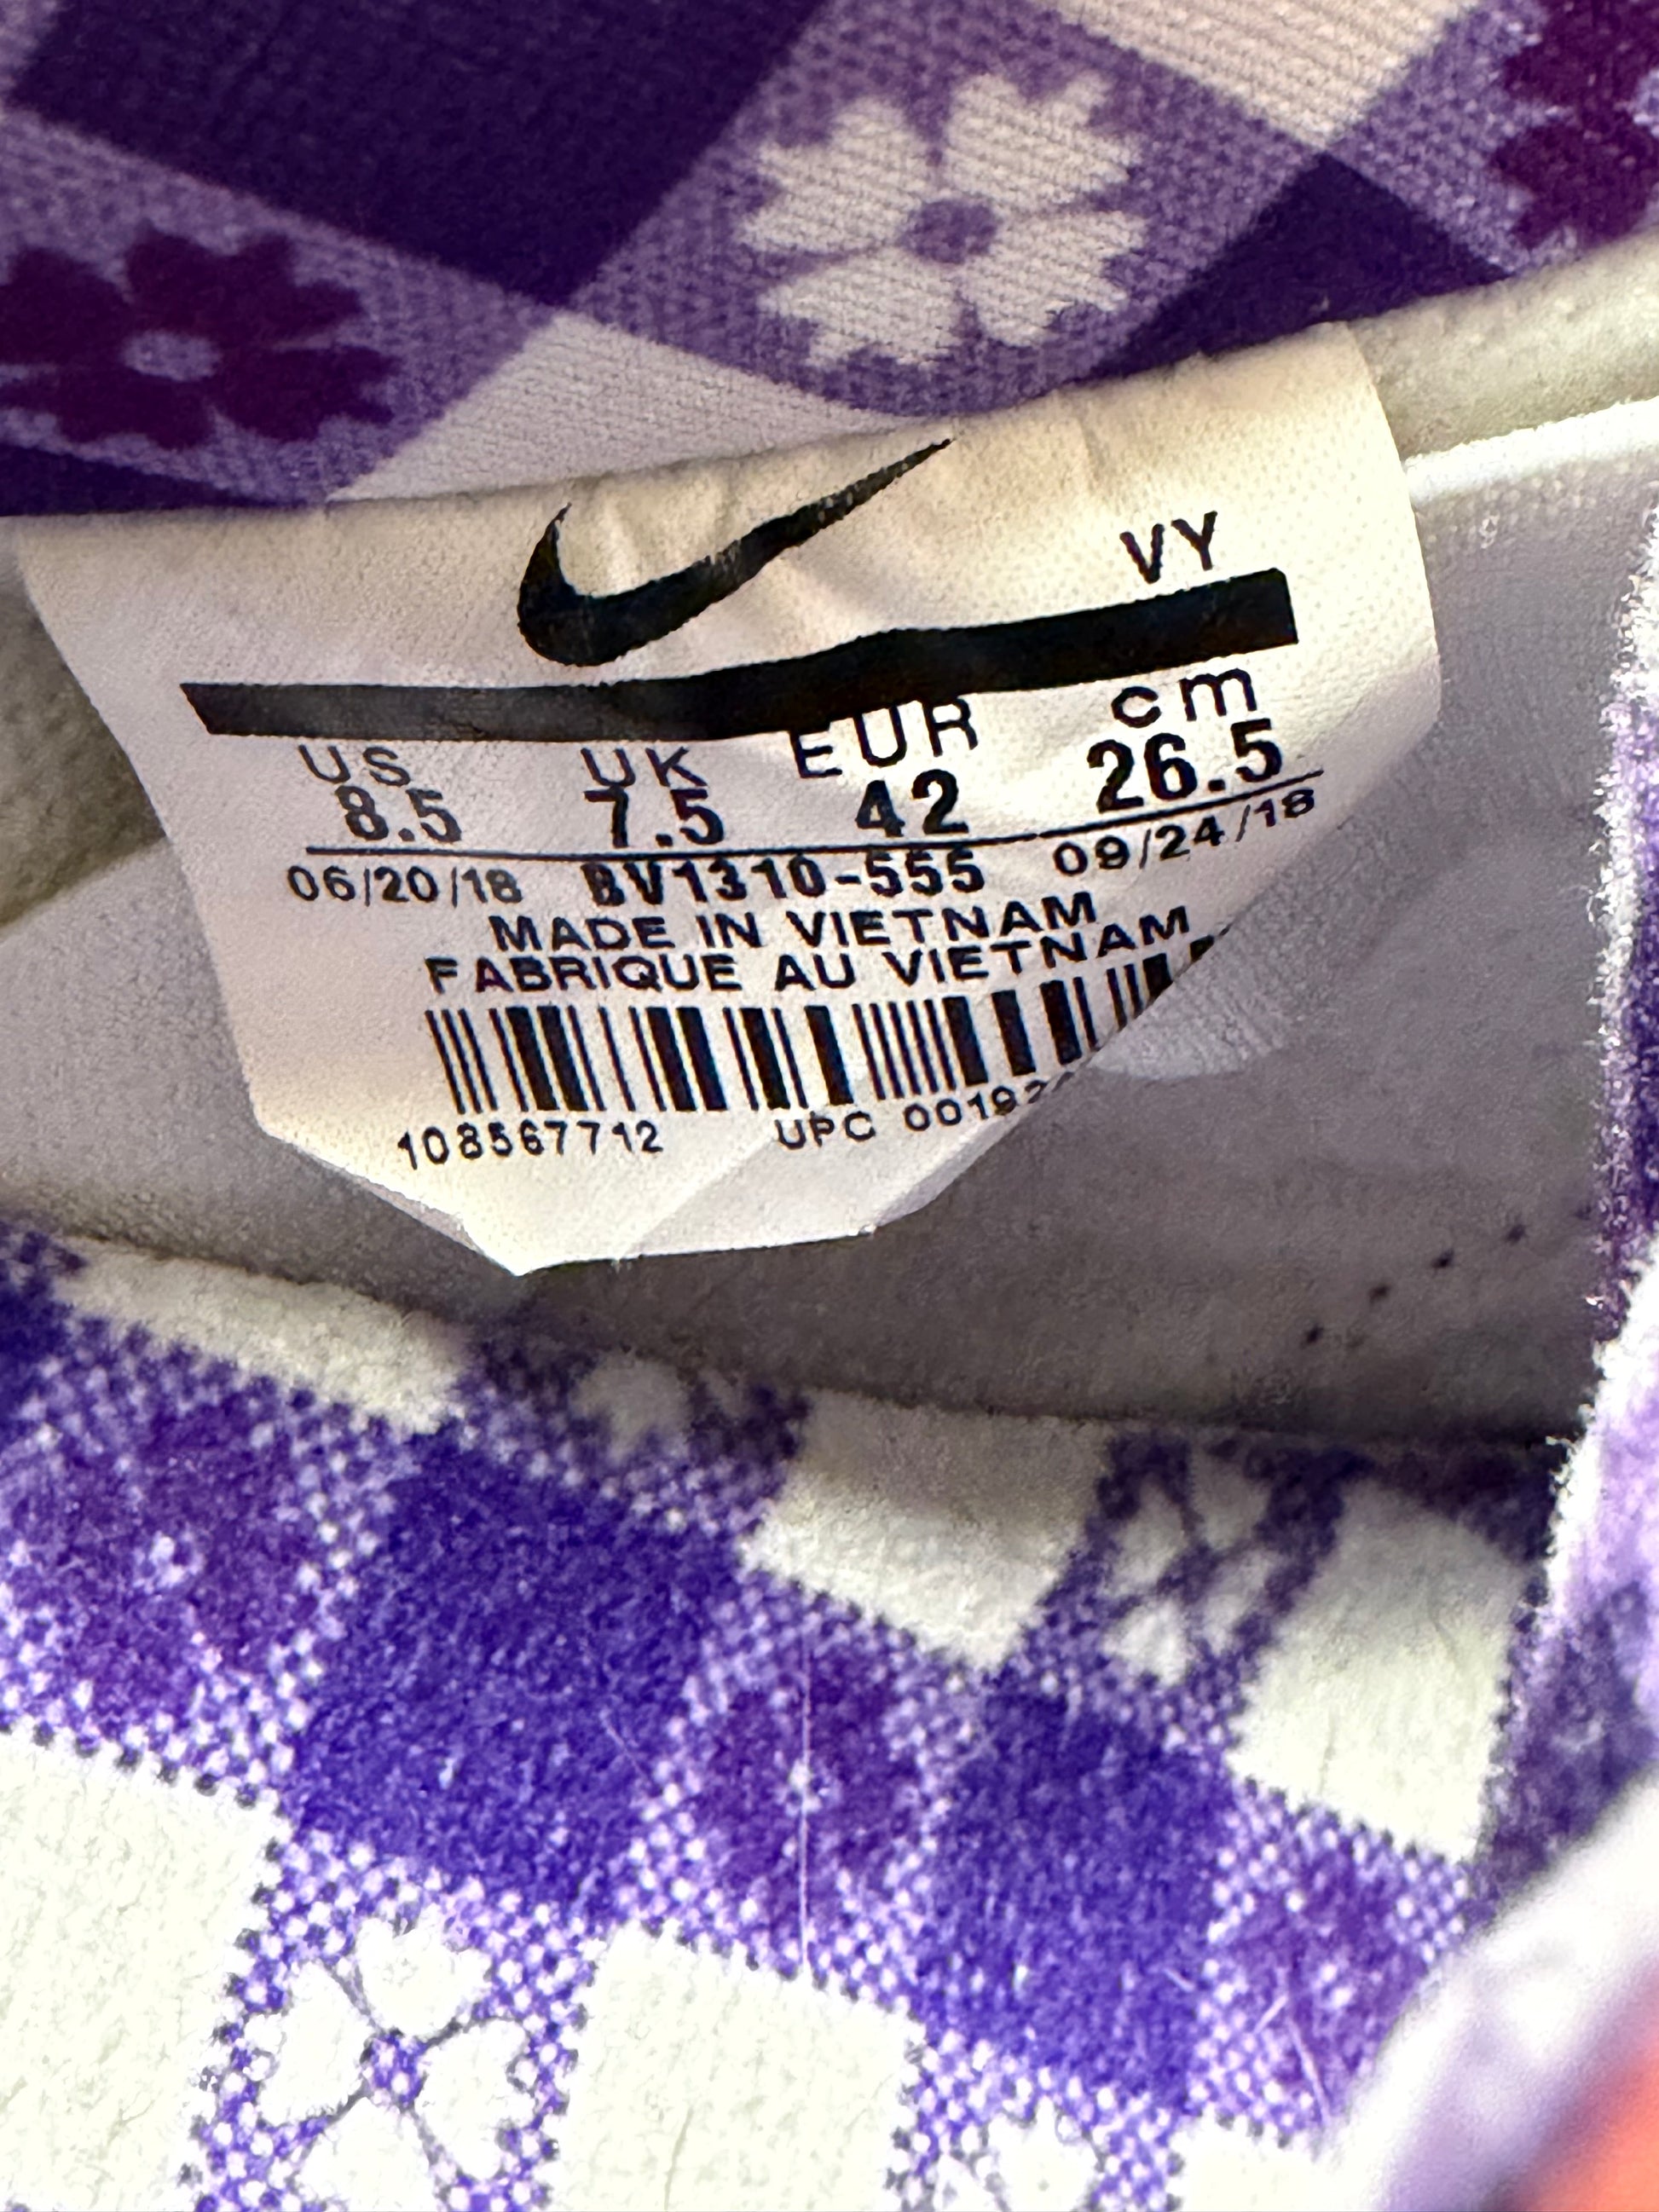 VY
US UK EUR cm
8.5 7.5 42 26.5
06/20/18 BV1310-555 09/24/18
MADE IN VIETNAM
FABRIQUE AU VIETNAM
108567712 UPC 00192